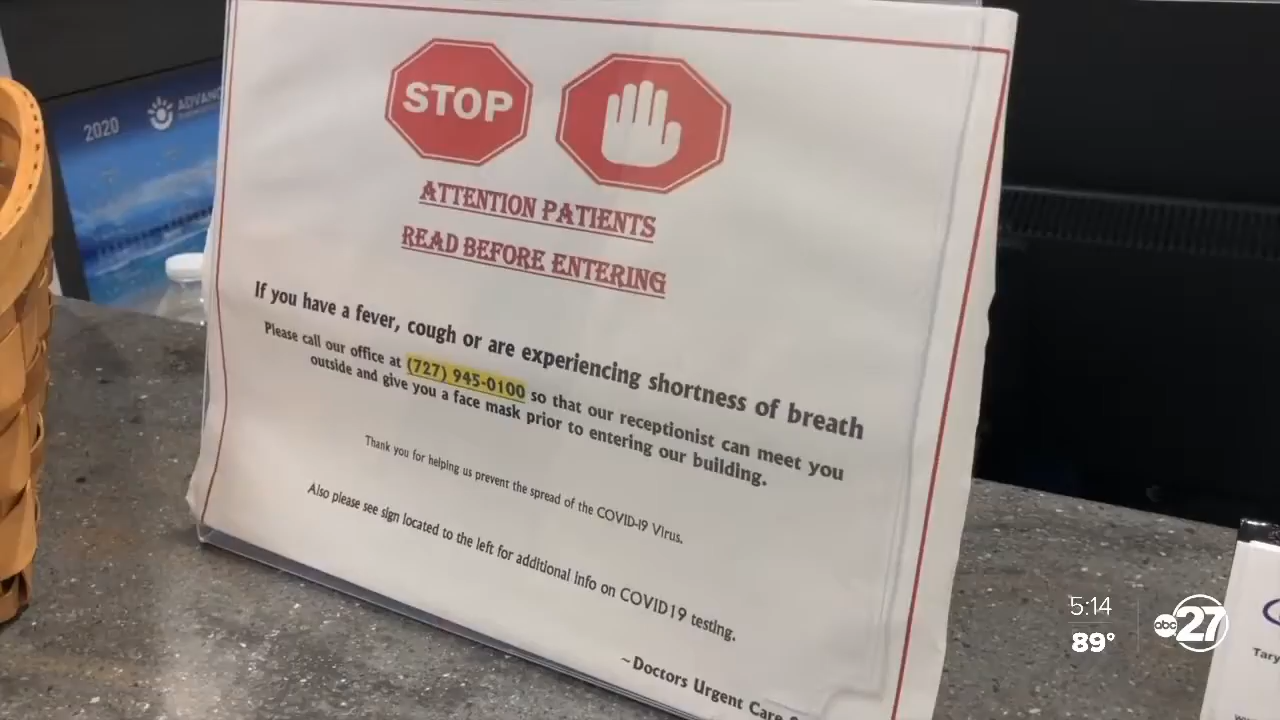 2020
STOP
ATTENTION PATIENTS
READ BEFORE ENTERING
If you have a fever, cough or are experiencing shortness of breath
Please call our office at (727) 945-0100 so that our receptionist can meet you
outside and give you a face mask prior to entering our building.
Thank you for helping us prevent the spread of the COVID-19 Virus.
Also please see sign located to the left for additional info on COVID19 testing.
~Doctors Urgent Care
5:14
89°
abc 27